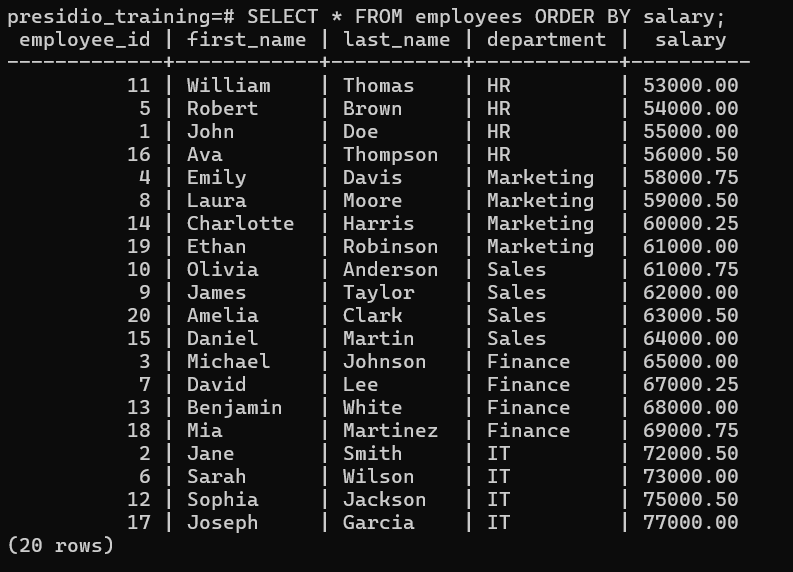 presidio_training=# SELECT * FROM employees ORDER BY salary;
 employee_id | first_name | last_name | department |  salary
-------------+------------+-----------+------------+----------
          11 | William    | Thomas    | HR         | 53000.00
           5 | Robert     | Brown     | HR         | 54000.00
           1 | John       | Doe       | HR         | 55000.00
          16 | Ava        | Thompson  | HR         | 56000.50
           4 | Emily      | Davis     | Marketing  | 58000.75
           8 | Laura      | Moore     | Marketing  | 59000.50
          14 | Charlotte  | Harris    | Marketing  | 60000.25
          19 | Ethan      | Robinson  | Marketing  | 61000.00
          10 | Olivia     | Anderson  | Sales      | 61000.75
           9 | James      | Taylor    | Sales      | 62000.00
          20 | Amelia     | Clark     | Sales      | 63000.50
          15 | Daniel     | Martin    | Sales      | 64000.00
           3 | Michael    | Johnson   | Finance    | 65000.00
           7 | David      | Lee       | Finance    | 67000.25
          13 | Benjamin   | White     | Finance    | 68000.00
          18 | Mia        | Martinez  | Finance    | 69000.75
           2 | Jane       | Smith     | IT         | 72000.50
           6 | Sarah      | Wilson    | IT         | 73000.00
          12 | Sophia     | Jackson   | IT         | 75000.50
          17 | Joseph     | Garcia    | IT         | 77000.00
(20 rows)